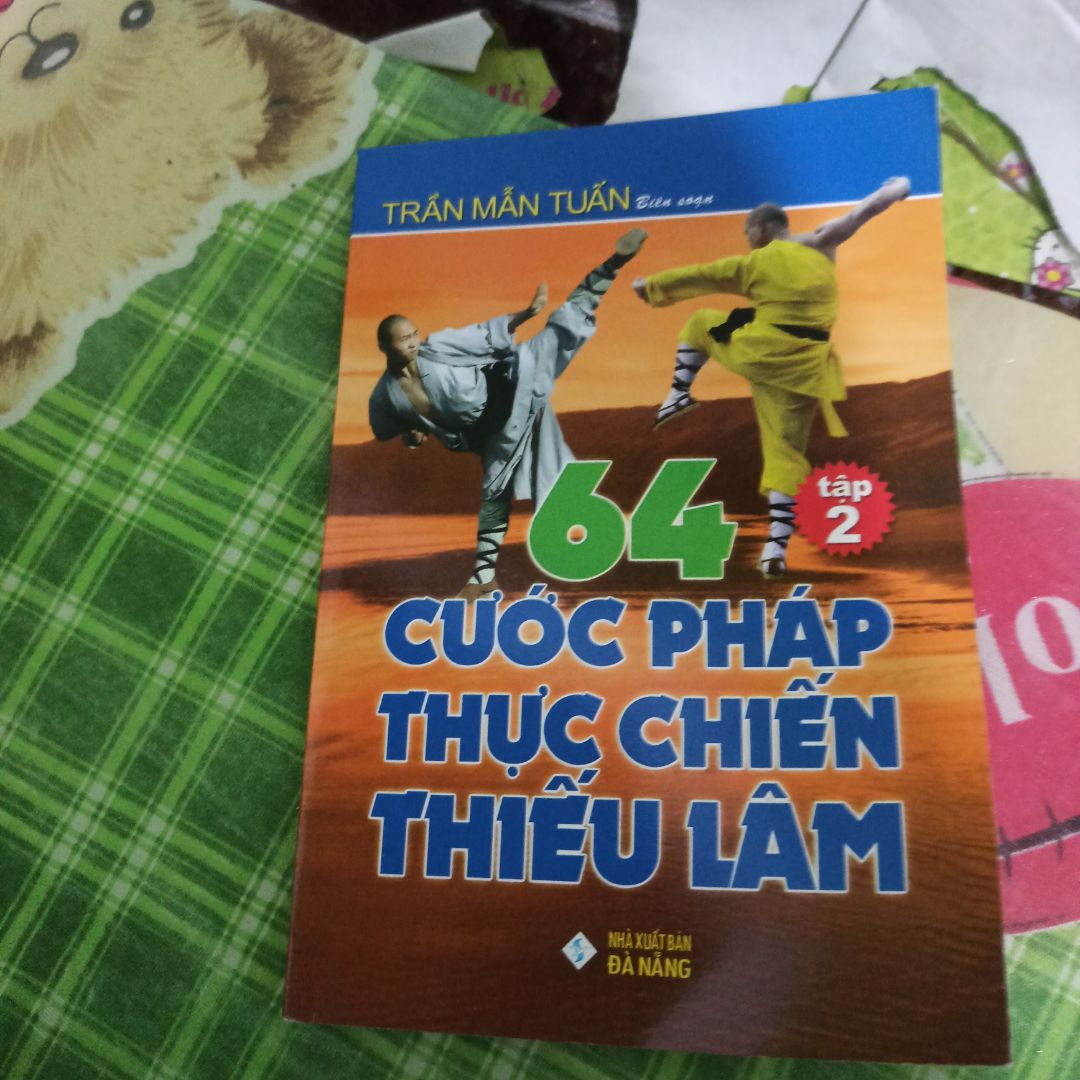 TRẦN MẪN TUẤN Biên soạn
64
tập
2
CƯỚC PHÁP
THỰC CHIẾN
THIẾU LÂM
NHÀ XUẤT BẢN
ĐÀ NẴNG